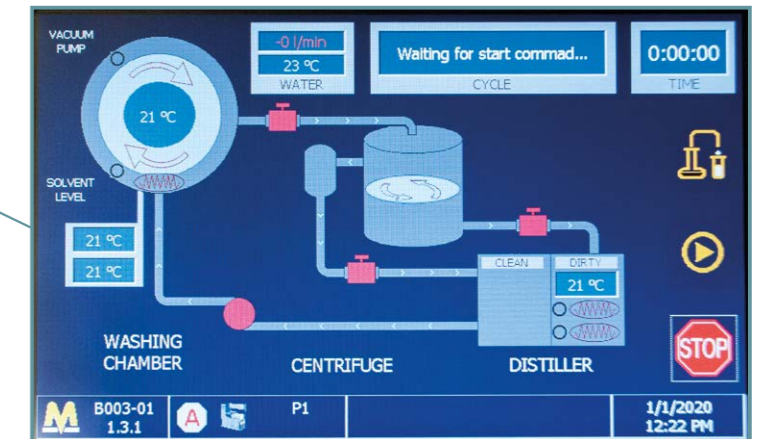 VACUUM
PUMP
-0 l/min
23 ºC
WATER
Waiting for start commad...
CYCLE
0:00:00
TIME
21 ºC
SOLVENT
LEVEL
21 ºC
21 ºC
CLEAN
DIRTY
21 ºC
WASHING
CHAMBER
CENTRIFUGE
DISTILLER
STOP
B003-01
1.3.1
A
P1
1/1/2020
12:22 PM